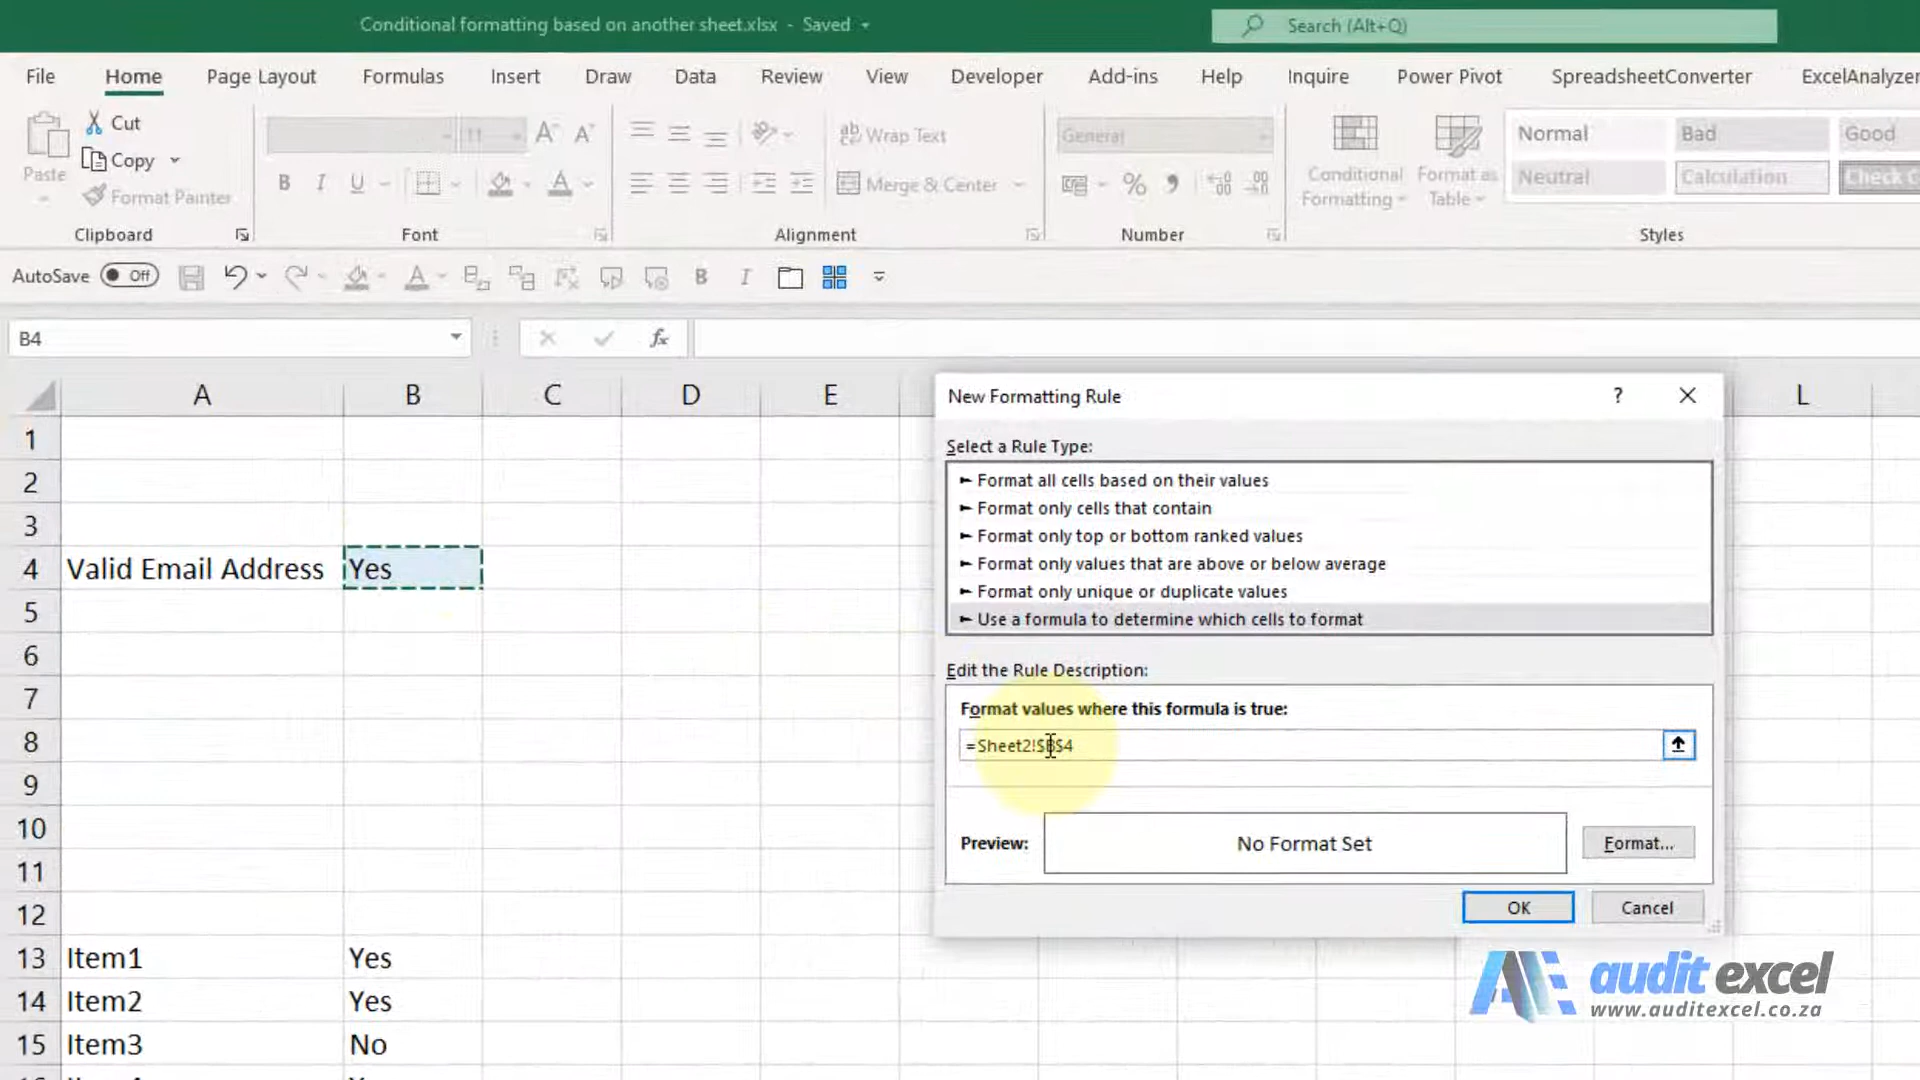 Conditional formatting based on another sheet.xlsx - Saved
Search (Alt+Q)
File Home Page Layout Formulas Insert Draw Data Review View Developer Add-ins Help Inquire Power Pivot SpreadsheetConverter ExcelAnalyzer
Paste
Cut
Copy
Format Painter
Clipboard
11
B I U
Font
Wrap Text
Merge & Center
Alignment
General
%
Number
Conditional Formatting
Format as Table
Normal Bad Good
Neutral Calculation Check C
Styles
AutoSave Off
B I
B4
fx
A B C D E L
1
2
3
4 Valid Email Address Yes
5
6
7
8
9
10
11
12
13 Item1 Yes
14 Item2 Yes
15 Item3 No
New Formatting Rule ?
Select a Rule Type:
Format all cells based on their values
Format only cells that contain
Format only top or bottom ranked values
Format only values that are above or below average
Format only unique or duplicate values
Use a formula to determine which cells to format
Edit the Rule Description:
Format values where this formula is true:
=Sheet2!$B$4
Preview: No Format Set Format...
OK Cancel
audit excel
www.auditexcel.co.za